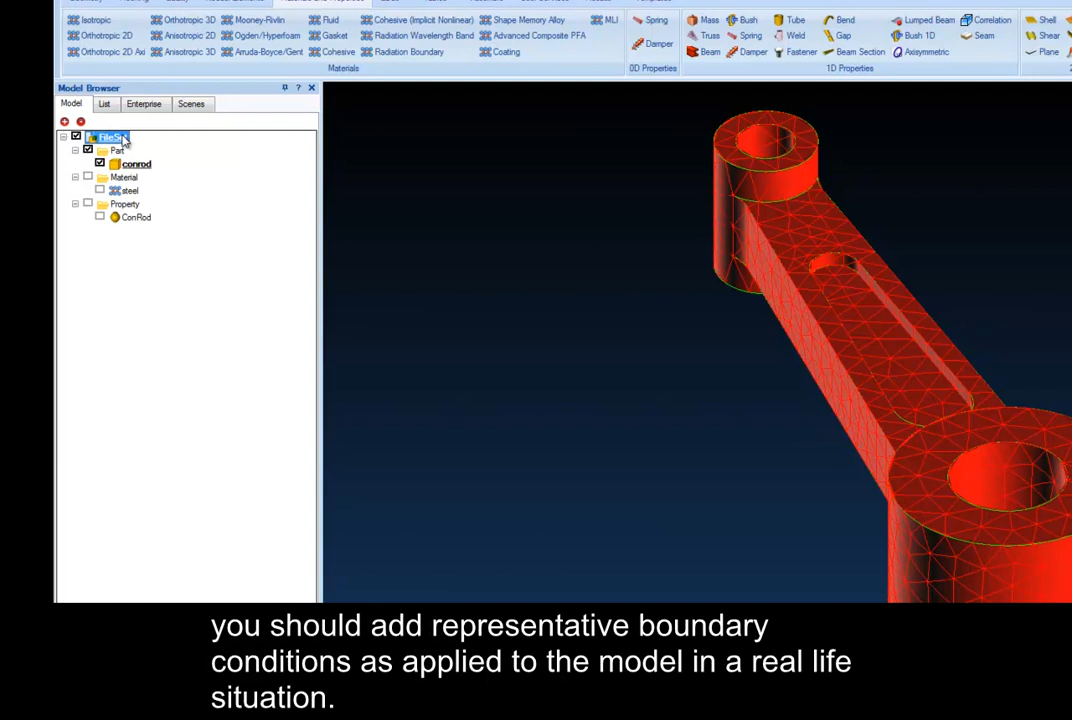 Isotropic Orthotropic 3D Mooney-Rivlin Fluid Cohesive (Implicit Nonlinear) Shape Memory Alloy MLI Spring Mass Bush Tube Bend Lumped Beam Correlation Shell
Orthotropic 2D Anisotropic 2D Ogden/Hyperfoam Gasket Radiation Wavelength Band Advanced Composite PFA Truss Spring Weld Gap Bush 1D Seam Shear
Damper
Orthotropic 2D Axi Anisotropic 3D Arruda-Boyce/Gent Cohesive Radiation Boundary Coating Beam Damper Fastener Beam Section Axisymmetric Plane
Materials 0D Properties 1D Properties
Model Browser
Model List Enterprise Scenes
Part
conrod
Material
steel
Property
ConRod
you should add representative boundary
conditions as applied to the model in a real life
situation.